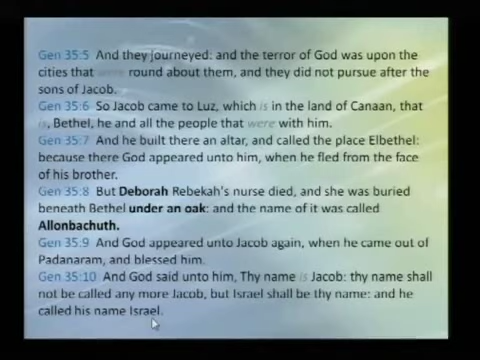 Gen 35:5 And they journeyed: and the terror of God was upon the
cities that were round about them, and they did not pursue after the
sons of Jacob.
Gen 35:6 So Jacob came to Luz, which is in the land of Canaan, that
is, Bethel, he and all the people that were with him.
Gen 35:7 And he built there an altar, and called the place Elbethel:
because there God appeared unto him, when he fled from the face
of his brother.
Gen 35:8 But Deborah Rebekah's nurse died, and she was buried
beneath Bethel under an oak: and the name of it was called
Allonbachuth.
Gen 35:9 And God appeared unto Jacob again, when he came out of
Padanaram, and blessed him.
Gen 35:10 And God said unto him, Thy name is Jacob: thy name shall
not be called any more Jacob, but Israel shall be thy name: and he
called his name Israel.